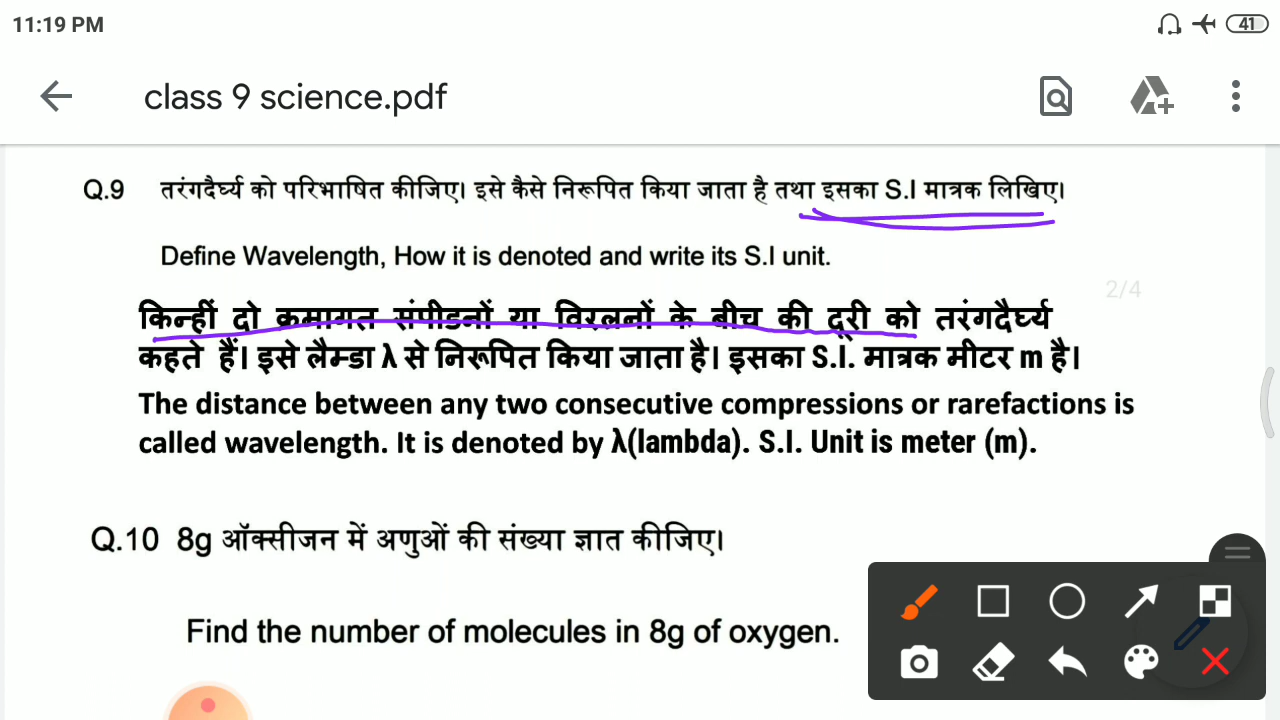 11:19 PM
41
class 9 science.pdf
Q.9 तरंगदैर्घ्य को परिभाषित कीजिए। इसे कैसे निरूपित किया जाता है तथा इसका S.I मात्रक लिखिए।
Define Wavelength, How it is denoted and write its S.I unit.
2/4
किन्हीं दो क्रमागत संपीडनों या विरलनों के बीच की दूरी को तरंगदैर्घ्य
कहते हैं। इसे लैम्डा λ से निरूपित किया जाता है। इसका S.I. मात्रक मीटर m है।
The distance between any two consecutive compressions or rarefactions is
called wavelength. It is denoted by λ(lambda). S.I. Unit is meter (m).
Q.10 8g ऑक्सीजन में अणुओं की संख्या ज्ञात कीजिए।
Find the number of molecules in 8g of oxygen.